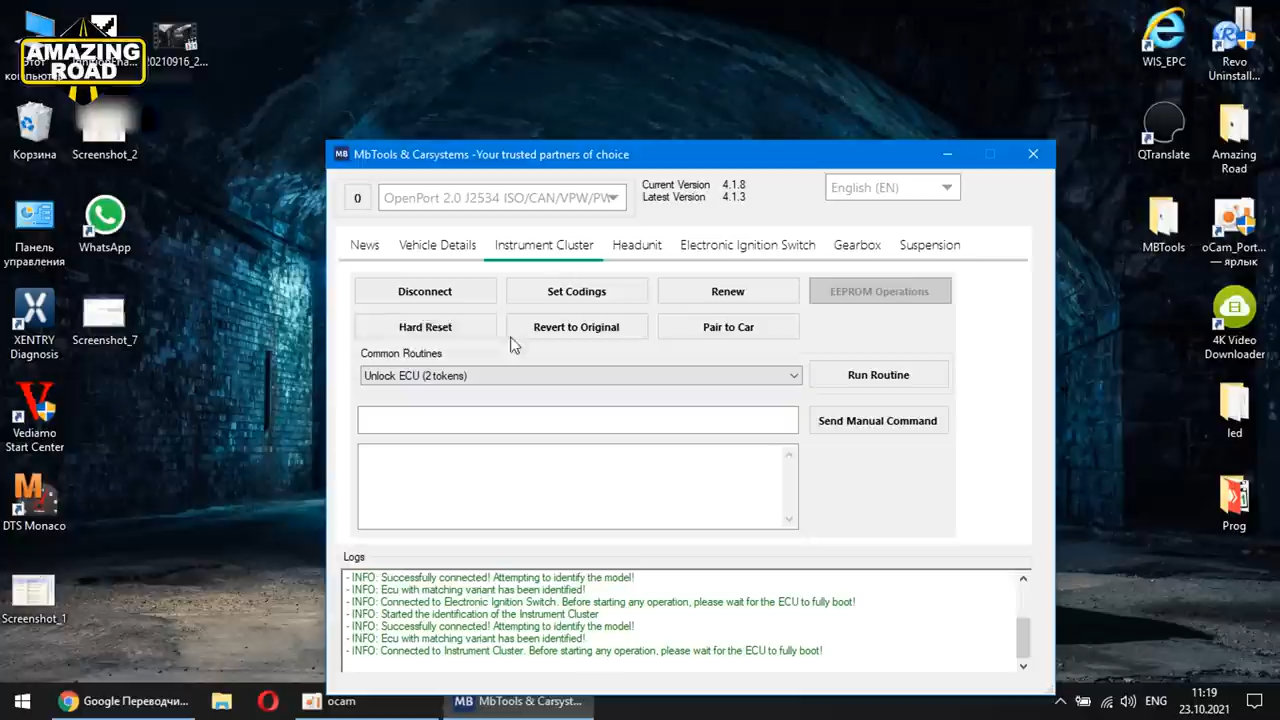 AMAZING
ROAD
Этот
компьютер
IgnitionEna...
20210916_2...
WIS_EPC
Revo
Uninstal...
Корзина
Screenshot_2
QTranslate
Amazing
Road
Панель
управления
WhatsApp
MBTools
oCam_Port...
— ярлык
XENTRY
Diagnosis
Screenshot_7
4K Video
Downloader
Vediamo
Start Center
led
DTS Monaco
Prog
Screenshot_1
MB MbTools & Carsystems -Your trusted partners of choice
0
OpenPort 2.0 J2534 ISO/CAN/VPW/PW
Current Version 4.1.8
Latest Version 4.1.3
English (EN)
News Vehicle Details Instrument Cluster Headunit Electronic Ignition Switch Gearbox Suspension
Disconnect Set Codings Renew EEPROM Operations
Hard Reset Revert to Original Pair to Car
Common Routines
Unlock ECU (2 tokens) Run Routine
Send Manual Command
Logs
- INFO: Successfully connected! Attempting to identify the model!
- INFO: Ecu with matching variant has been identified!
- INFO: Connected to Electronic Ignition Switch. Before starting any operation, please wait for the ECU to fully boot!
- INFO: Started the identification of the Instrument Cluster
- INFO: Successfully connected! Attempting to identify the model!
- INFO: Ecu with matching variant has been identified!
- INFO: Connected to Instrument Cluster. Before starting any operation, please wait for the ECU to fully boot!
Google Переводчи...
ocam
MB MbTools & Carsyst...
ENG
11:19
23.10.2021